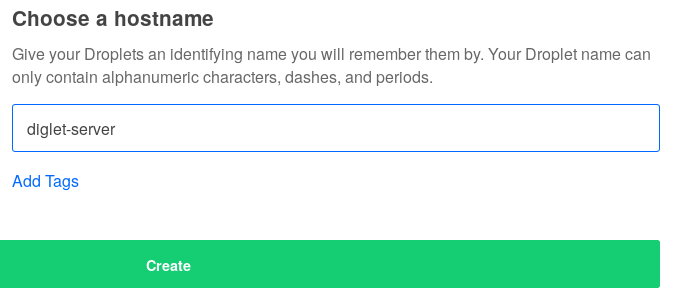 Choose a hostname
Give your Droplets an identifying name you will remember them by. Your Droplet name can
only contain alphanumeric characters, dashes, and periods.
diglet-server
Add Tags
Create